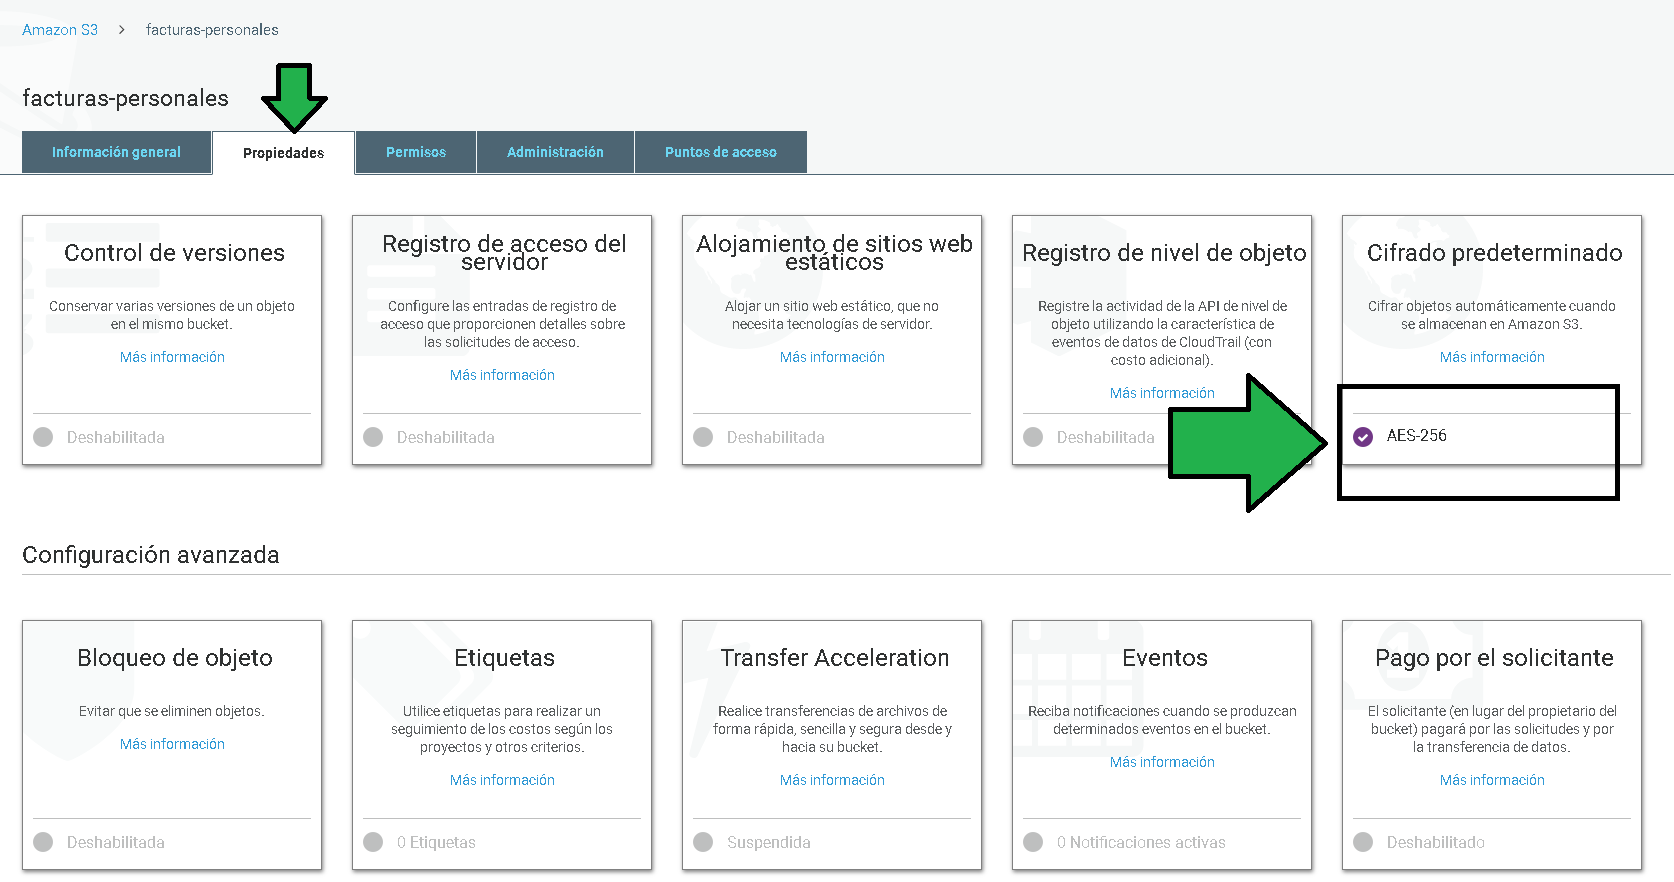 Amazon S3 > facturas-personales
facturas-personales
Información general
Propiedades
Permisos
Administración
Puntos de acceso
Control de versiones
Conservar varias versiones de un objeto
en el mismo bucket.
Más información
Deshabilitada
Registro de acceso del
servidor
Configure las entradas de registro de
acceso que proporcionen detalles sobre
las solicitudes de acceso.
Más información
Deshabilitada
Alojamiento de sitios web
estáticos
Alojar un sitio web estático, que no
necesita tecnologías de servidor.
Más información
Deshabilitada
Registro de nivel de objeto
Registre la actividad de la API de nivel de
objeto utilizando la característica de
eventos de datos de CloudTrail (con
costo adicional).
Más información
Deshabilitada
Cifrado predeterminado
Cifrar objetos automáticamente cuando
se almacenan en Amazon S3.
Más información
AES-256
Configuración avanzada
Bloqueo de objeto
Evitar que se eliminen objetos.
Más información
Deshabilitada
Etiquetas
Utilice etiquetas para realizar un
seguimiento de los costos según los
proyectos y otros criterios.
Más información
0 Etiquetas
Transfer Acceleration
Realice transferencias de archivos de
forma rápida, sencilla y segura desde y
hacia su bucket.
Más información
Suspendida
Eventos
Reciba notificaciones cuando se produzcan
determinados eventos en el bucket.
Más información
0 Notificaciones activas
Pago por el solicitante
El solicitante (en lugar del propietario del
bucket) pagará por las solicitudes y por
la transferencia de datos.
Más información
Deshabilitado